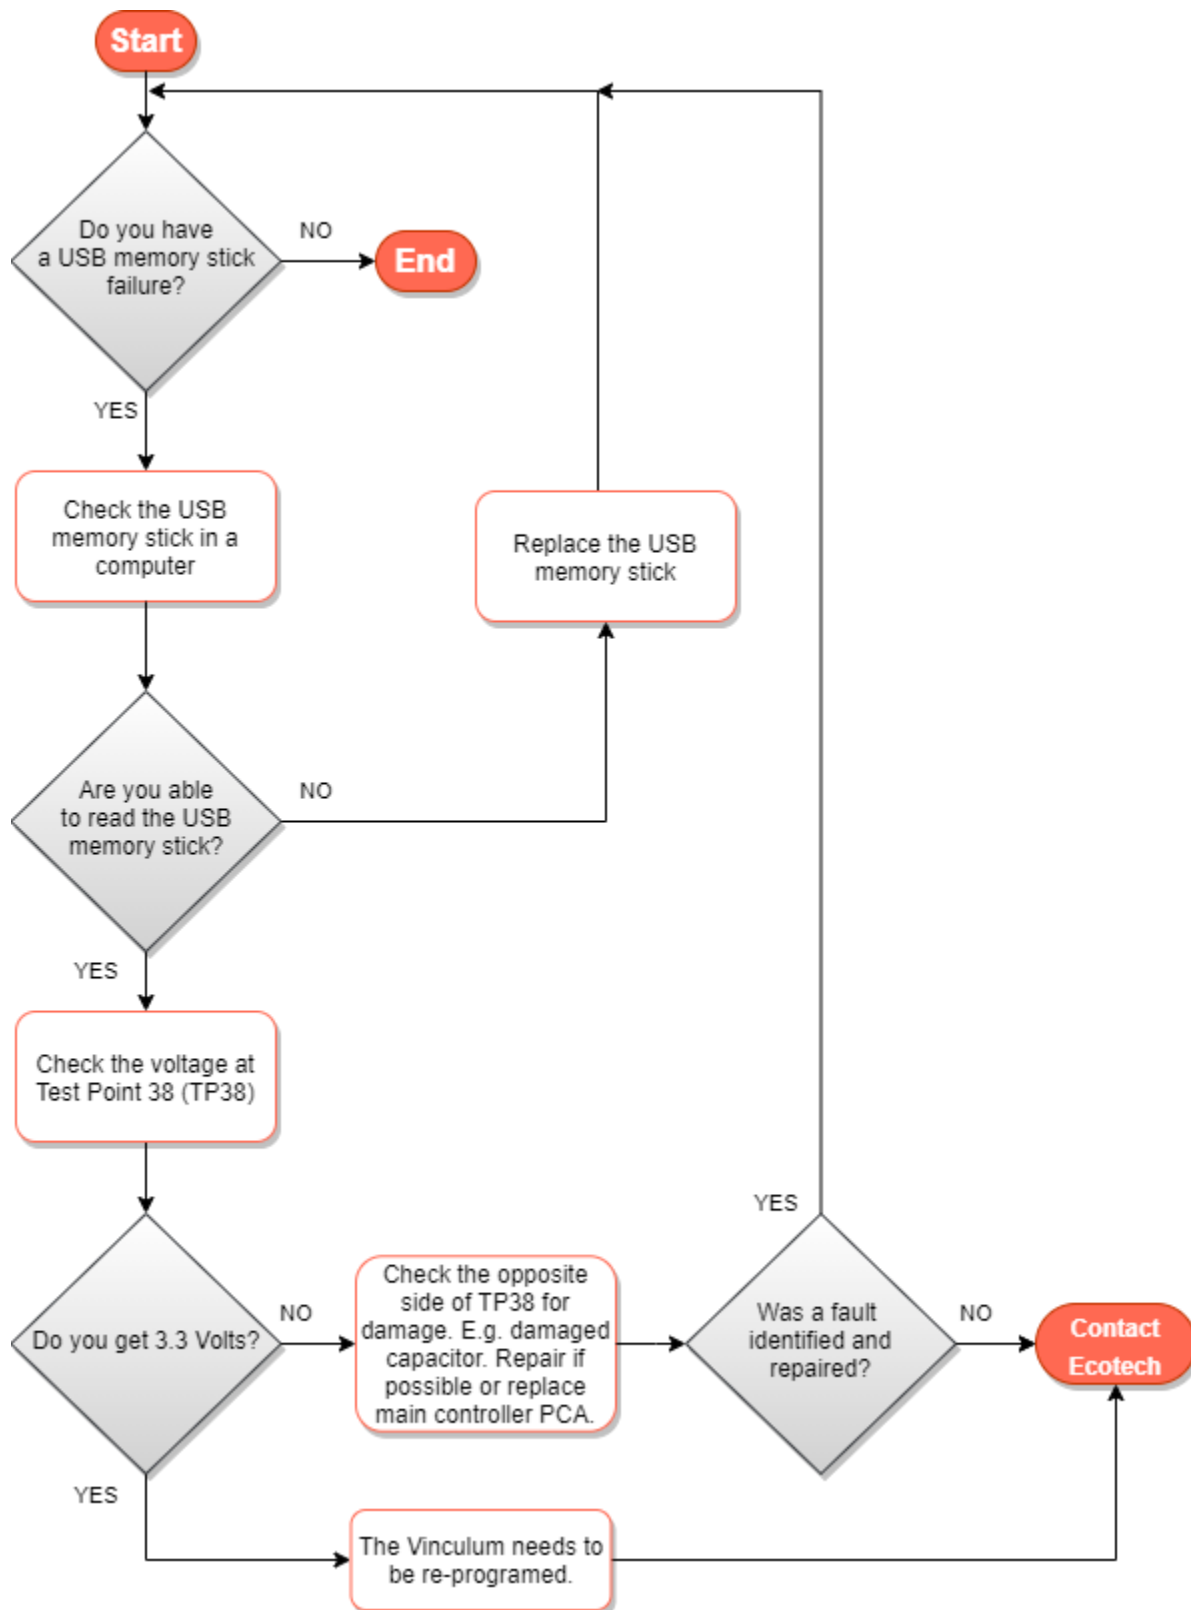 Start
Do you have
a USB memory stick
failure?
NO
End
YES
Check the USB
memory stick in a
computer
Replace the USB
memory stick
Are you able
to read the USB
memory stick?
NO
YES
Check the voltage at
Test Point 38 (TP38)
Do you get 3.3 Volts?
NO
Check the opposite
side of TP38 for
damage. E.g. damaged
capacitor. Repair if
possible or replace
main controller PCA.
YES
Was a fault
identified and
repaired?
NO
Contact
Ecotech
YES
The Vinculum needs to
be re-programed.